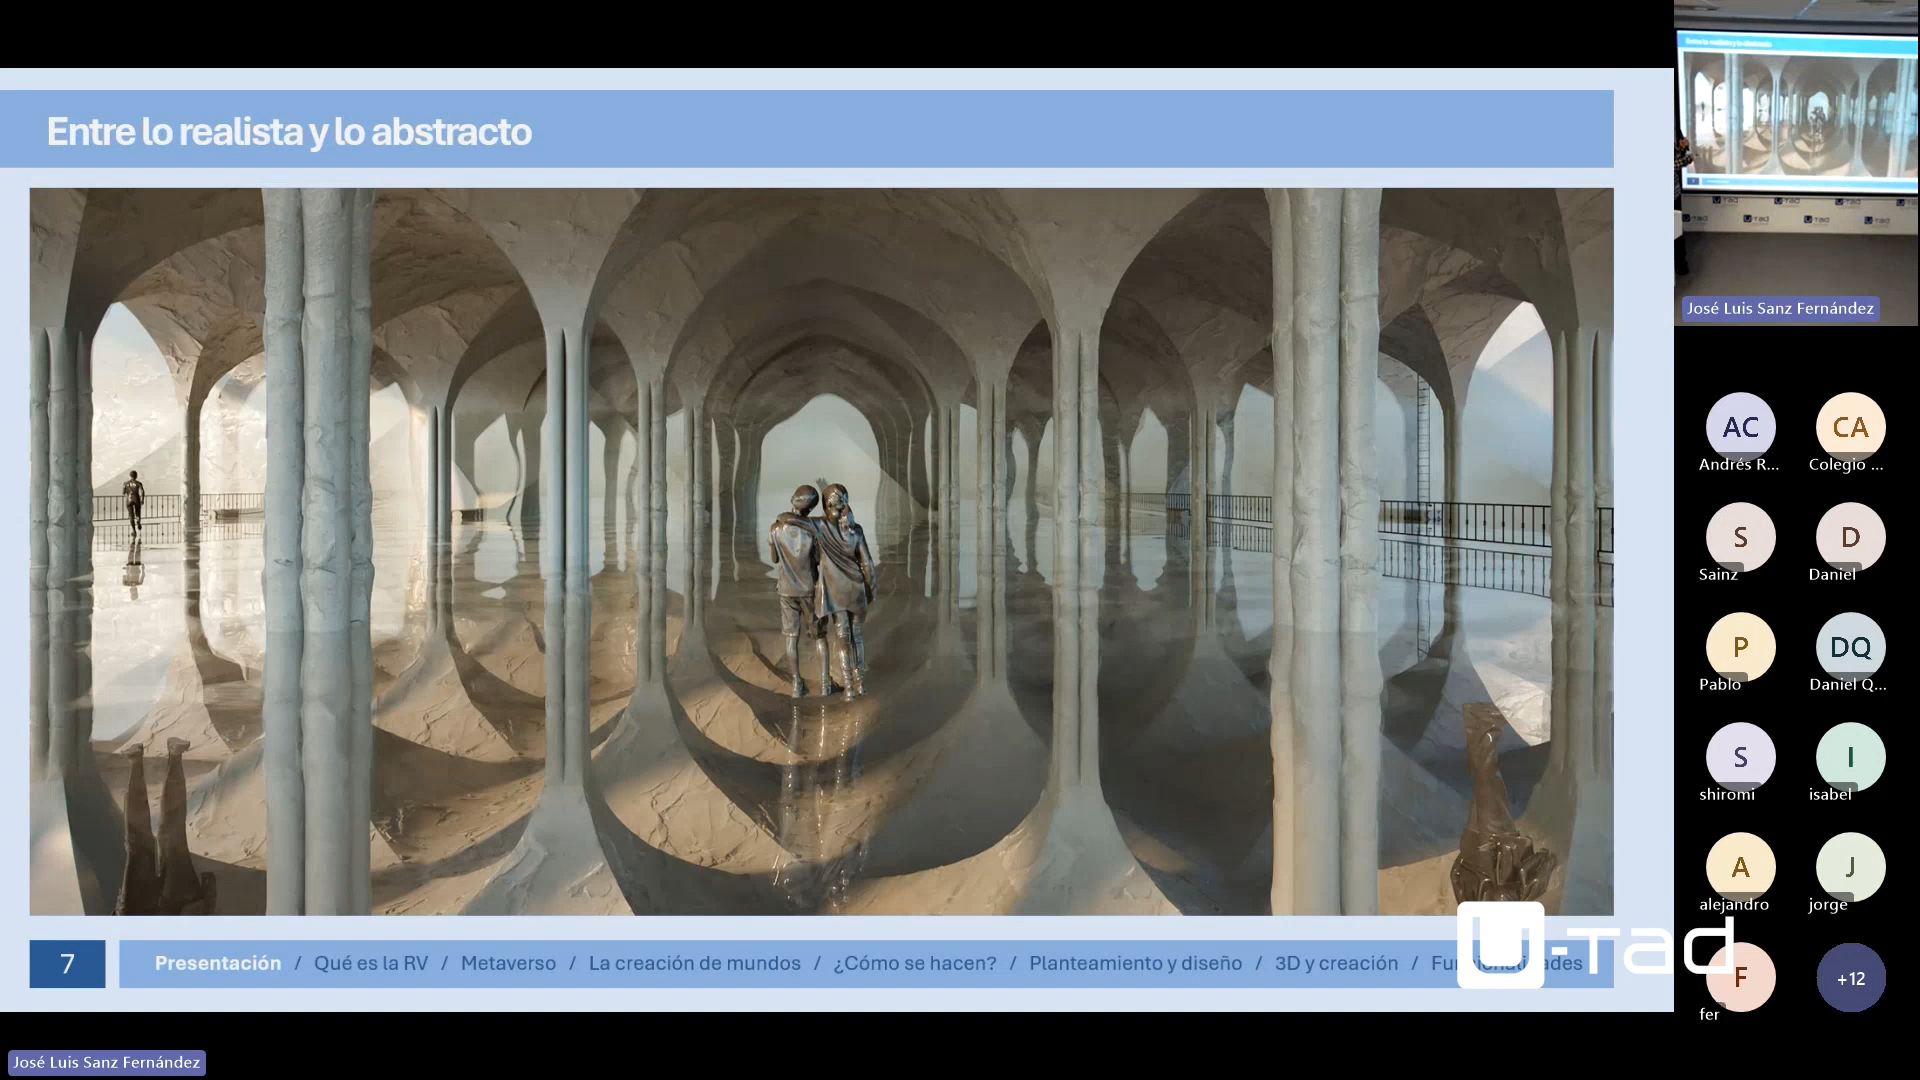 Entre lo realista y lo abstracto
7
Presentación / Qué es la RV / Metaverso / La creación de mundos / ¿Cómo se hacen? / Planteamiento y diseño / 3D y creación / Funcionalidades
U-Tad
José Luis Sanz Fernández
José Luis Sanz Fernández
AC
CA
Andrés R...
Colegio ...
S
D
Sainz
Daniel
P
DQ
Pablo
Daniel Q...
S
I
shiromi
isabel
A
J
alejandro
jorge
F
+12
fer